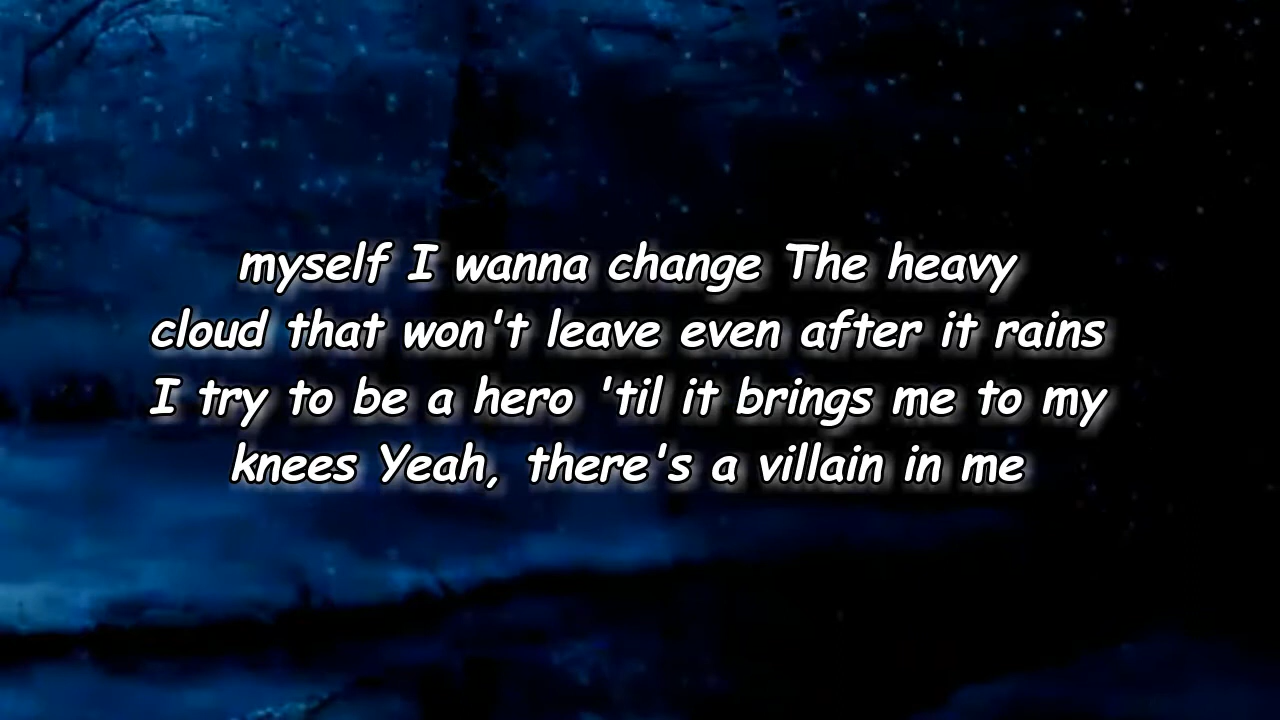 myself I wanna change The heavy
cloud that won't leave even after it rains
I try to be a hero 'til it brings me to my
knees Yeah, there's a villain in me